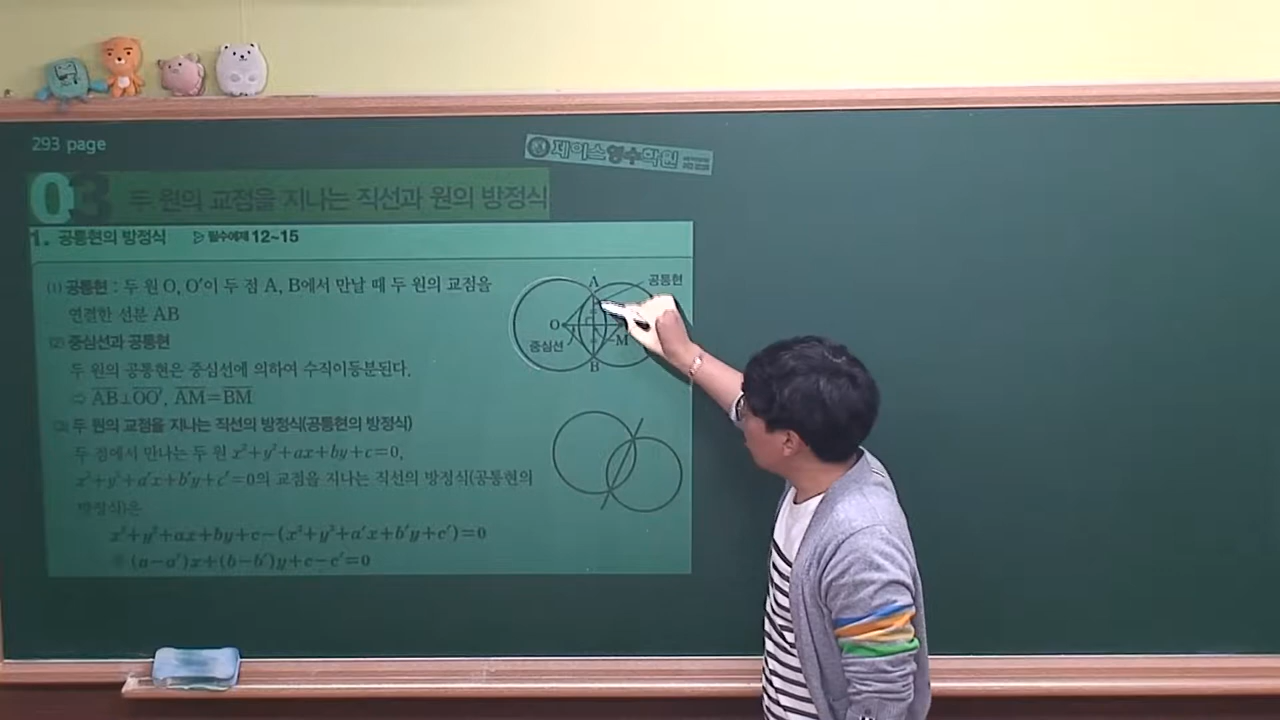 293 page
제이스영수학원
03 두 원의 교점을 지나는 직선과 원의 방정식
1. 공통현의 방정식 ▷ 필수예제 12~15
(1) 공통현 : 두 원 O, O′이 두 점 A, B에서 만날 때 두 원의 교점을
연결한 선분 AB
(2) 중심선과 공통현
두 원의 공통현은 중심선에 의하여 수직이등분된다.
⇨ A̅B̅⊥O̅O̅′, A̅M̅=B̅M̅
(3) 두 원의 교점을 지나는 직선의 방정식(공통현의 방정식)
두 점에서 만나는 두 원 x²+y²+ax+by+c=0,
x²+y²+a′x+b′y+c′=0의 교점을 지나는 직선의 방정식(공통현의
방정식)은
x²+y²+ax+by+c-(x²+y²+a′x+b′y+c′)=0
(a-a′)x+(b-b′)y+c-c′=0
A
공통현
O
중심선
M
B